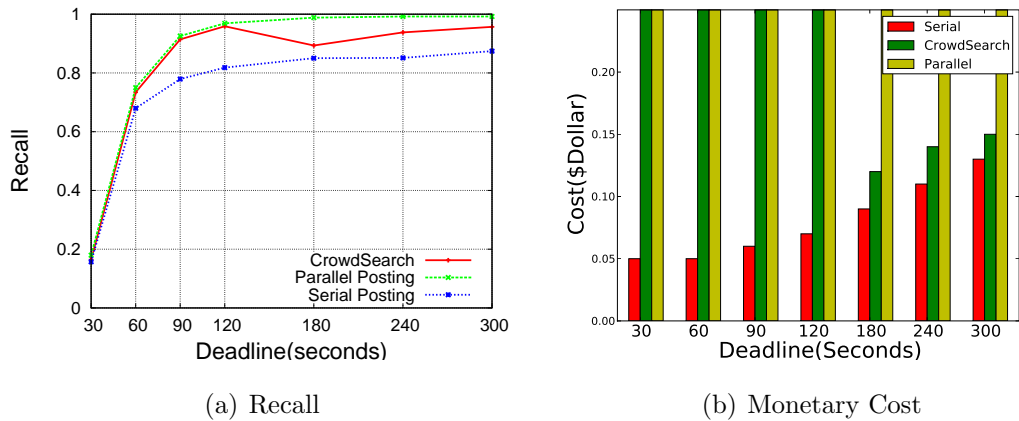 1
0.8
0.6
0.4
0.2
0
Recall
30 60 90 120 180 240 300
Deadline(seconds)
CrowdSearch
Parallel Posting
Serial Posting
(a) Recall
0.20
0.15
0.10
0.05
0.00
Cost($Dollar)
30 60 90 120 180 240 300
Deadline(Seconds)
Serial
CrowdSearch
Parallel
(b) Monetary Cost